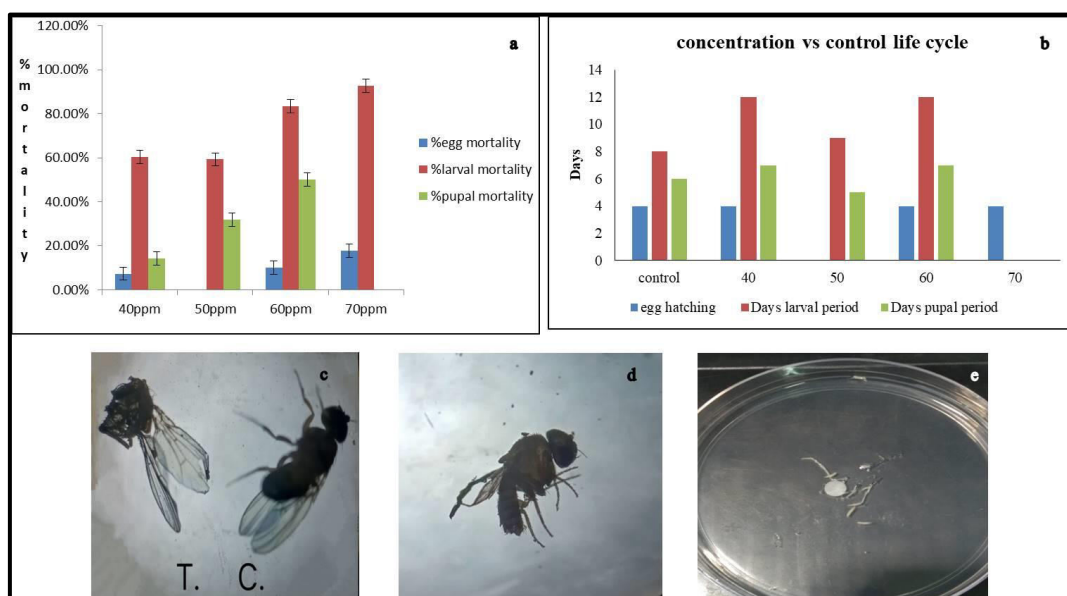 120.00%
100.00%
80.00%
60.00%
40.00%
20.00%
0.00%
%mortality
40ppm 50ppm 60ppm 70ppm
%egg mortality
%larval mortality
%pupal mortality
a
concentration vs control life cycle
b
14
12
10
8
6
4
2
0
Days
control 40 50 60 70
egg hatching Days larval period Days pupal period
c
T. C.
d
e